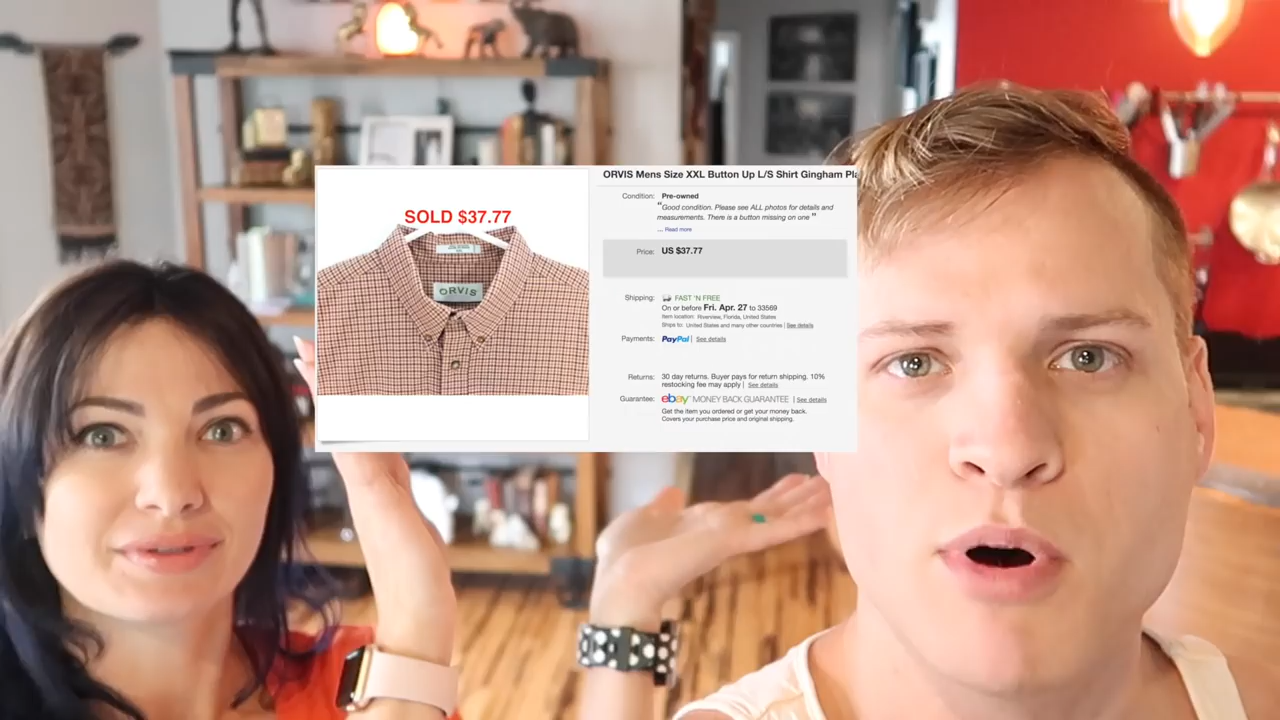 SOLD $37.77
ORVIS
ORVIS Mens Size XXL Button Up L/S Shirt Gingham Pla
Condition: Pre-owned
"Good condition. Please see ALL photos for details and
measurements. There is a button missing on one "
... Read more
Price: US $37.77
Shipping: FAST 'N FREE
On or before Fri. Apr. 27 to 33569
Item location: Riverview, Florida, United States
Ships to: United States and many other countries | See details
Payments: PayPal | See details
Returns: 30 day returns. Buyer pays for return shipping. 10%
restocking fee may apply | See details
Guarantee: ebay MONEY BACK GUARANTEE | See details
Get the item you ordered or get your money back.
Covers your purchase price and original shipping.